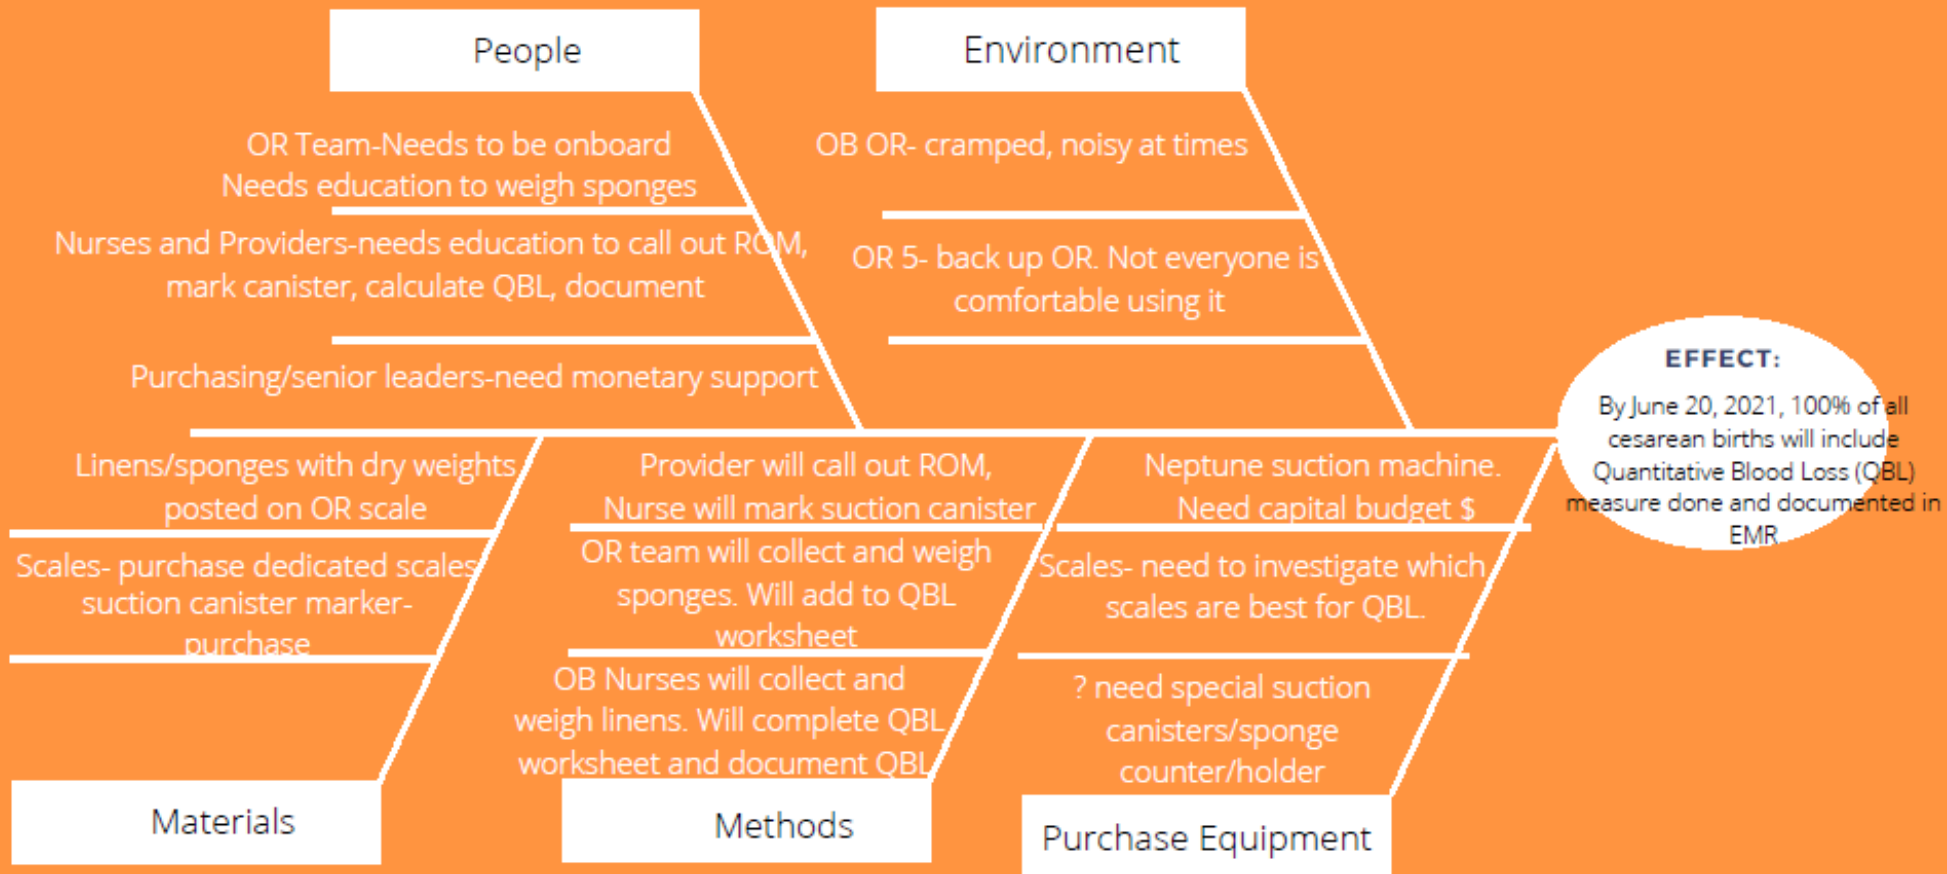 People
OR Team-Needs to be onboard
Needs education to weigh sponges
Nurses and Providers-needs education to call out ROM,
mark canister, calculate QBL, document
Purchasing/senior leaders-need monetary support
Environment
OB OR- cramped, noisy at times
OR 5- back up OR. Not everyone is
comfortable using it
EFFECT:
By June 20, 2021, 100% of all
cesarean births will include
Quantitative Blood Loss (QBL)
measure done and documented in
EMR
Linens/sponges with dry weights
posted on OR scale
Scales- purchase dedicated scales
suction canister marker-
purchase
Materials
Provider will call out ROM,
Nurse will mark suction canister
OR team will collect and weigh
sponges. Will add to QBL
worksheet
OB Nurses will collect and
weigh linens. Will complete QBL
worksheet and document QBL
Methods
Neptune suction machine.
Need capital budget $
Scales- need to investigate which
scales are best for QBL.
? need special suction
canisters/sponge
counter/holder
Purchase Equipment